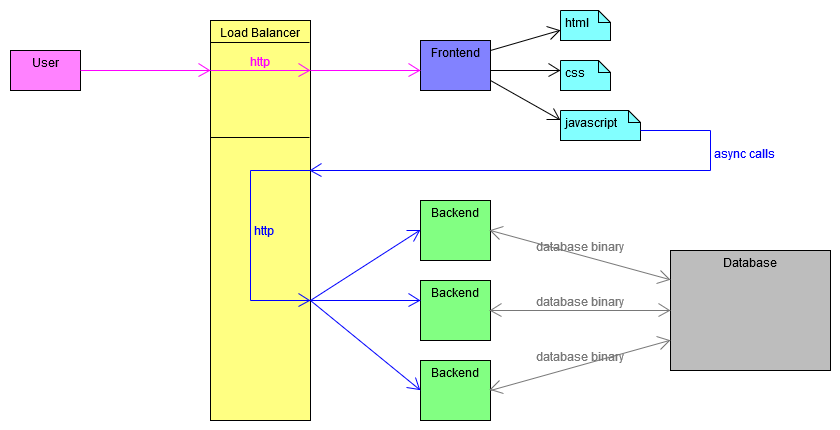 html
Load Balancer
Frontend
User
http
css
javascript
async calls
Backend
http
database binary
Database
Backend
database binary
database binary
Backend